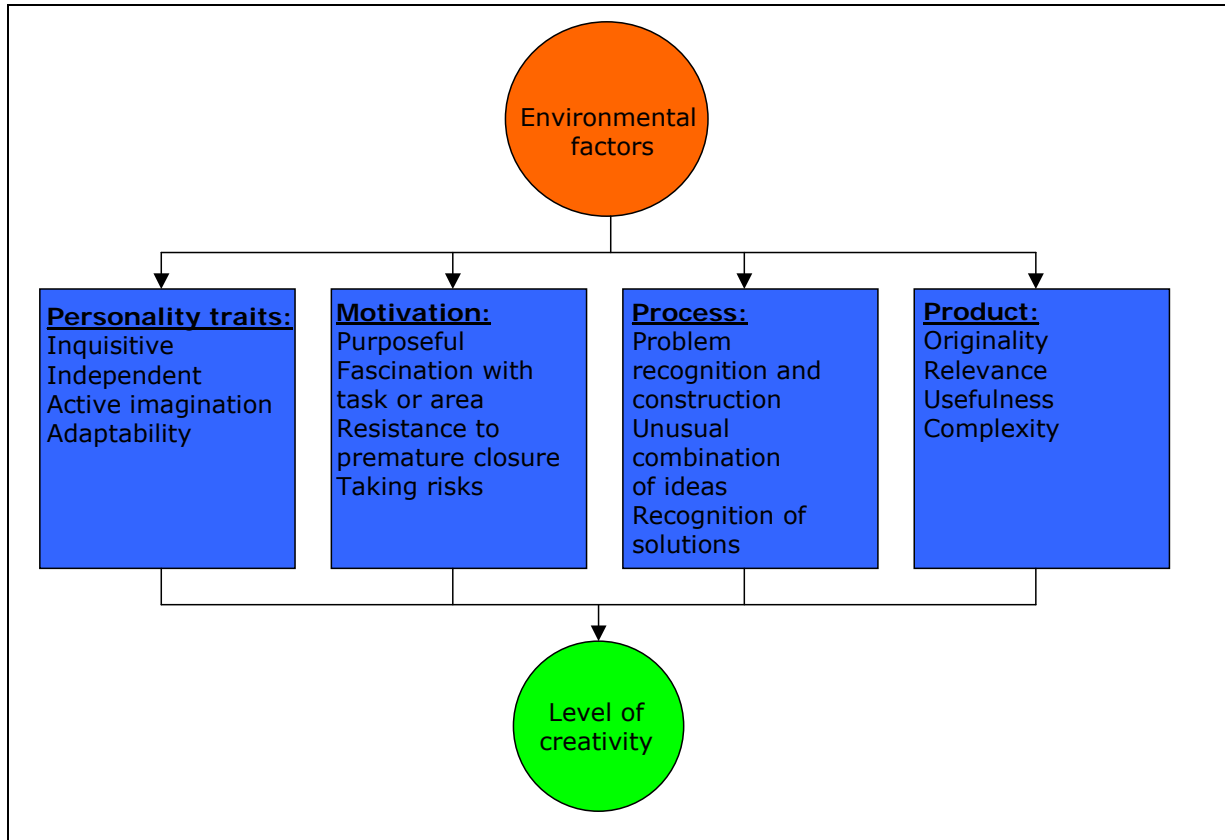 Environmental
factors
Personality traits:
Inquisitive
Independent
Active imagination
Adaptability
Motivation:
Purposeful
Fascination with
task or area
Resistance to
premature closure
Taking risks
Process:
Problem
recognition and
construction
Unusual
combination
of ideas
Recognition of
solutions
Product:
Originality
Relevance
Usefulness
Complexity
Level of
creativity